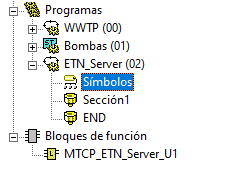 Programas
WWTP (00)
Bombas (01)
ETN_Server (02)
Símbolos
Sección1
END
Bloques de función
MTCP_ETN_Server_U1